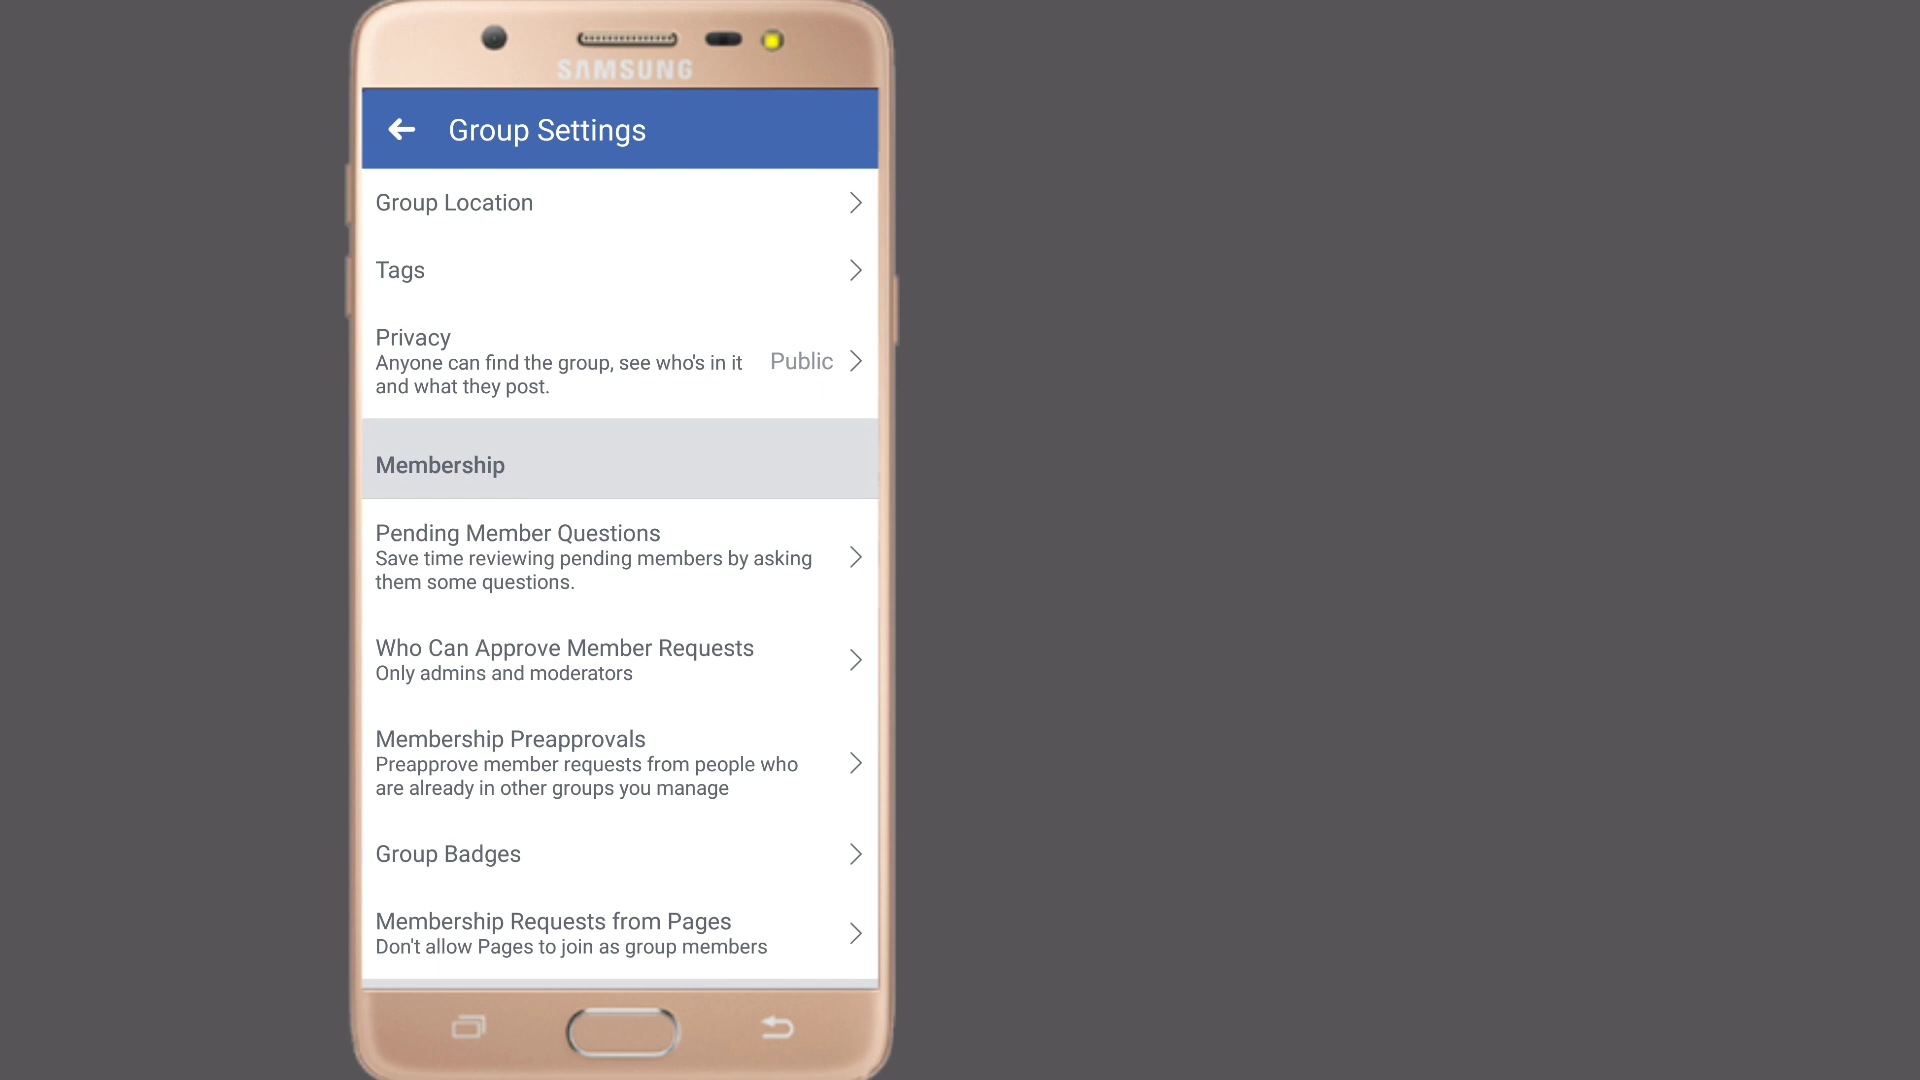 SAMSUNG
Group Settings
Group Location
Tags
Privacy
Anyone can find the group, see who's in it
and what they post.
Public
Membership
Pending Member Questions
Save time reviewing pending members by asking
them some questions.
Who Can Approve Member Requests
Only admins and moderators
Membership Preapprovals
Preapprove member requests from people who
are already in other groups you manage
Group Badges
Membership Requests from Pages
Don't allow Pages to join as group members